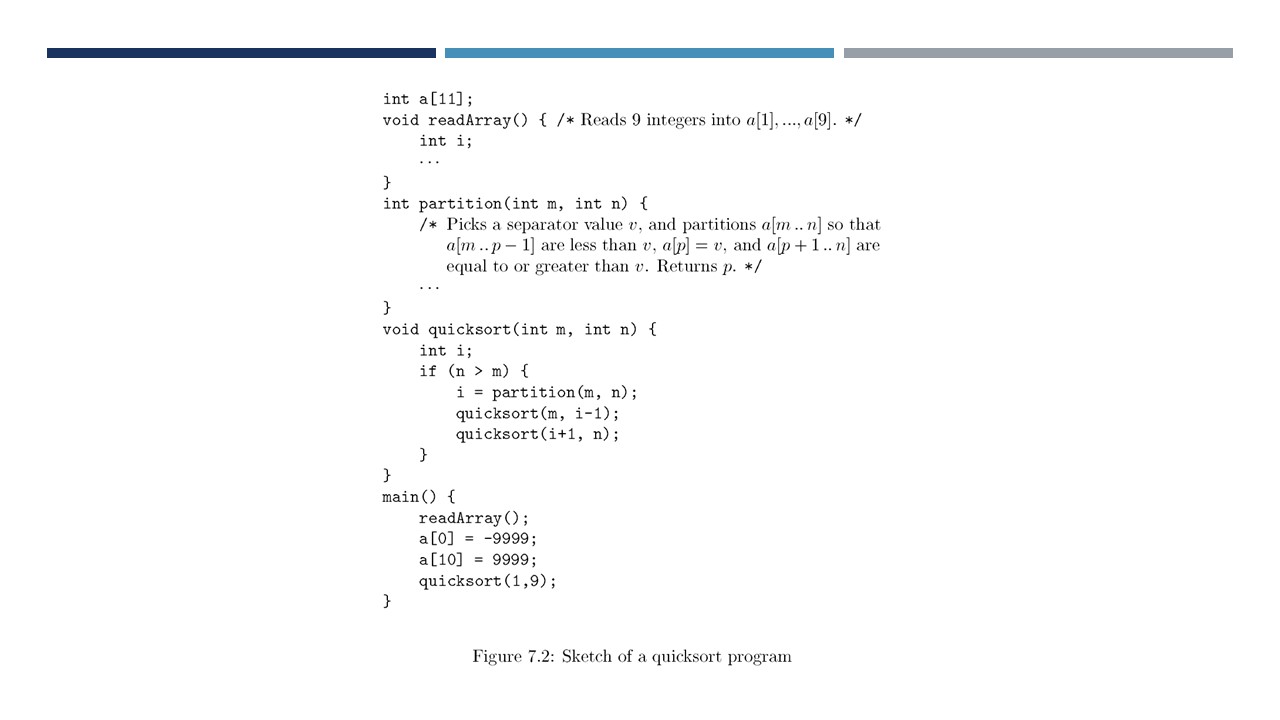 int a[11];
void readArray() { /* Reads 9 integers into a[1], ..., a[9]. */
    int i;
    ...
}
int partition(int m, int n) {
    /* Picks a separator value v, and partitions a[m .. n] so that
       a[m .. p − 1] are less than v, a[p] = v, and a[p + 1 .. n] are
       equal to or greater than v. Returns p. */
    ...
}
void quicksort(int m, int n) {
    int i;
    if (n > m) {
        i = partition(m, n);
        quicksort(m, i-1);
        quicksort(i+1, n);
    }
}
main() {
    readArray();
    a[0] = -9999;
    a[10] = 9999;
    quicksort(1,9);
}
Figure 7.2: Sketch of a quicksort program